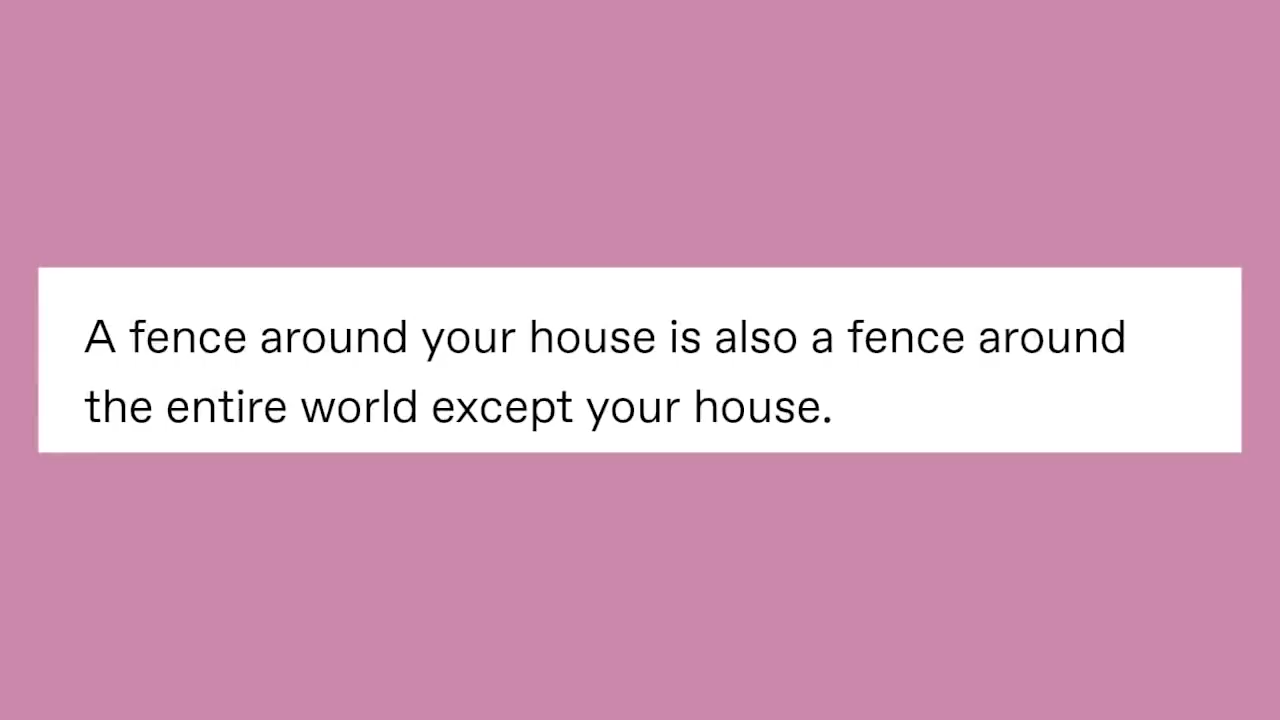 A fence around your house is also a fence around
the entire world except your house.